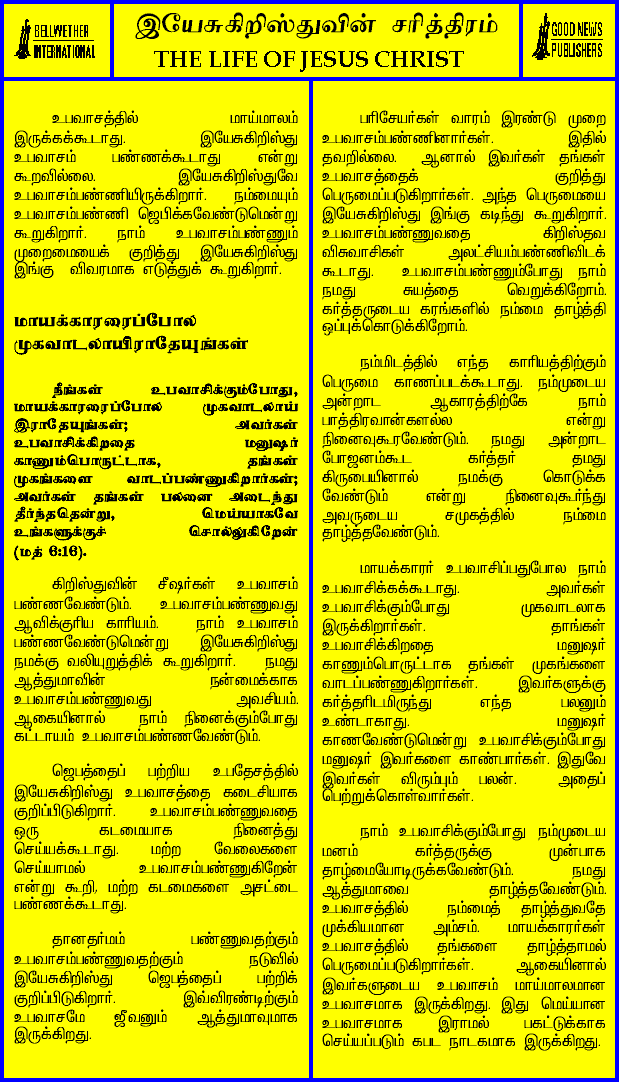 BELLWETHER
INTERNATIONAL
இயேசுகிறிஸ்துவின் சரித்திரம்
THE LIFE OF JESUS CHRIST
GOOD NEWS
PUBLISHERS
உபவாசத்தில் மாய்மாலம்
இருக்கக்கூடாது. இயேசுகிறிஸ்து
உபவாசம் பண்ணக்கூடாது என்று
கூறவில்லை. இயேசுகிறிஸ்துவே
உபவாசம்பண்ணியிருக்கிறார். நம்மையும்
உபவாசம்பண்ணி ஜெபிக்கவேண்டுமென்று
கூறுகிறார். நாம் உபவாசம்பண்ணும்
முறைமையைக் குறித்து இயேசுகிறிஸ்து
இங்கு விவரமாக எடுத்துக் கூறுகிறார்.
மாயக்காரரைப்போல
முகவாடலாயிராதேயுங்கள்
நீங்கள் உபவாசிக்கும்போது,
மாயக்காரரைப்போல முகவாடலாய்
இராதேயுங்கள்; அவர்கள்
உபவாசிக்கிறதை மனுஷர்
காணும்பொருட்டாக, தங்கள்
முகங்களை வாடப்பண்ணுகிறார்கள்;
அவர்கள் தங்கள் பலனை அடைந்து
தீர்ந்ததென்று, மெய்யாகவே
உங்களுக்குச் சொல்லுகிறேன்
(மத் 6:16).
கிறிஸ்துவின் சீஷர்கள் உபவாசம்
பண்ணவேண்டும். உபவாசம்பண்ணுவது
ஆவிக்குரிய காரியம். நாம் உபவாசம்
பண்ணவேண்டுமென்று இயேசுகிறிஸ்து
நமக்கு வலியுறுத்திக் கூறுகிறார். நமது
ஆத்துமாவின் நன்மைக்காக
உபவாசம்பண்ணுவது அவசியம்.
ஆகையினால் நாம் நினைக்கும்போது
கட்டாயம் உபவாசம்பண்ணவேண்டும்.
ஜெபத்தைப் பற்றிய உபதேசத்தில்
இயேசுகிறிஸ்து உபவாசத்தை கடைசியாக
குறிப்பிடுகிறார். உபவாசம்பண்ணுவதை
ஒரு கடமையாக நினைத்து
செய்யக்கூடாது. மற்ற வேலைகளை
செய்யாமல் உபவாசம்பண்ணுகிறேன்
என்று கூறி, மற்ற கடமைகளை அசட்டை
பண்ணக்கூடாது.
தானதர்மம் பண்ணுவதற்கும்
உபவாசம்பண்ணுவதற்கும் நடுவில்
இயேசுகிறிஸ்து ஜெபத்தைப் பற்றிக்
குறிப்பிடுகிறார். இவ்விரண்டிற்கும்
உபவாசமே ஜீவனும் ஆத்துமாவுமாக
இருக்கிறது.
பரிசேயர்கள் வாரம் இரண்டு முறை
உபவாசம்பண்ணினார்கள். இதில்
தவறில்லை. ஆனால் இவர்கள் தங்கள்
உபவாசத்தைக் குறித்து
பெருமைப்படுகிறார்கள். அந்த பெருமையை
இயேசுகிறிஸ்து இங்கு கடிந்து கூறுகிறார்.
உபவாசம்பண்ணுவதை கிறிஸ்தவ
விசுவாசிகள் அலட்சியம்பண்ணிவிடக்
கூடாது. உபவாசம்பண்ணும்போது நாம்
நமது சுயத்தை வெறுக்கிறோம்.
கர்த்தருடைய கரங்களில் நம்மை தாழ்த்தி
ஒப்புக்கொடுக்கிறோம்.
நம்மிடத்தில் எந்த காரியத்திற்கும்
பெருமை காணப்படக்கூடாது. நம்முடைய
அன்றாட ஆகாரத்திற்கே நாம்
பாத்திரவான்களல்ல என்று
நினைவுகூரவேண்டும். நமது அன்றாட
போஜனம்கூட கர்த்தர் தமது
கிருபையினால் நமக்கு கொடுக்க
வேண்டும் என்று நினைவுகூர்ந்து
அவருடைய சமுகத்தில் நம்மை
தாழ்த்தவேண்டும்.
மாயக்காரர் உபவாசிப்பதுபோல நாம்
உபவாசிக்கக்கூடாது. அவர்கள்
உபவாசிக்கும்போது முகவாடலாக
இருக்கிறார்கள். தாங்கள்
உபவாசிக்கிறதை மனுஷர்
காணும்பொருட்டாக தங்கள் முகங்களை
வாடப்பண்ணுகிறார்கள். இவர்களுக்கு
கர்த்தரிடமிருந்து எந்த பலனும்
உண்டாகாது. மனுஷர்
காணவேண்டுமென்று உபவாசிக்கும்போது
மனுஷர் இவர்களை காண்பார்கள். இதுவே
இவர்கள் விரும்பும் பலன். அதைப்
பெற்றுக்கொள்வார்கள்.
நாம் உபவாசிக்கும்போது நம்முடைய
மனம் கர்த்தருக்கு முன்பாக
தாழ்மையோடிருக்கவேண்டும். நமது
ஆத்துமாவை தாழ்த்தவேண்டும்.
உபவாசத்தில் நம்மைத் தாழ்த்துவதே
முக்கியமான அம்சம். மாயக்காரர்கள்
உபவாசத்தில் தங்களை தாழ்த்தாமல்
பெருமைப்படுகிறார்கள். ஆகையினால்
இவர்களுடைய உபவாசம் மாய்மாலமான
உபவாசமாக இருக்கிறது. இது மெய்யான
உபவாசமாக இராமல் பகட்டுக்காக
செய்யப்படும் கபட நாடகமாக இருக்கிறது.